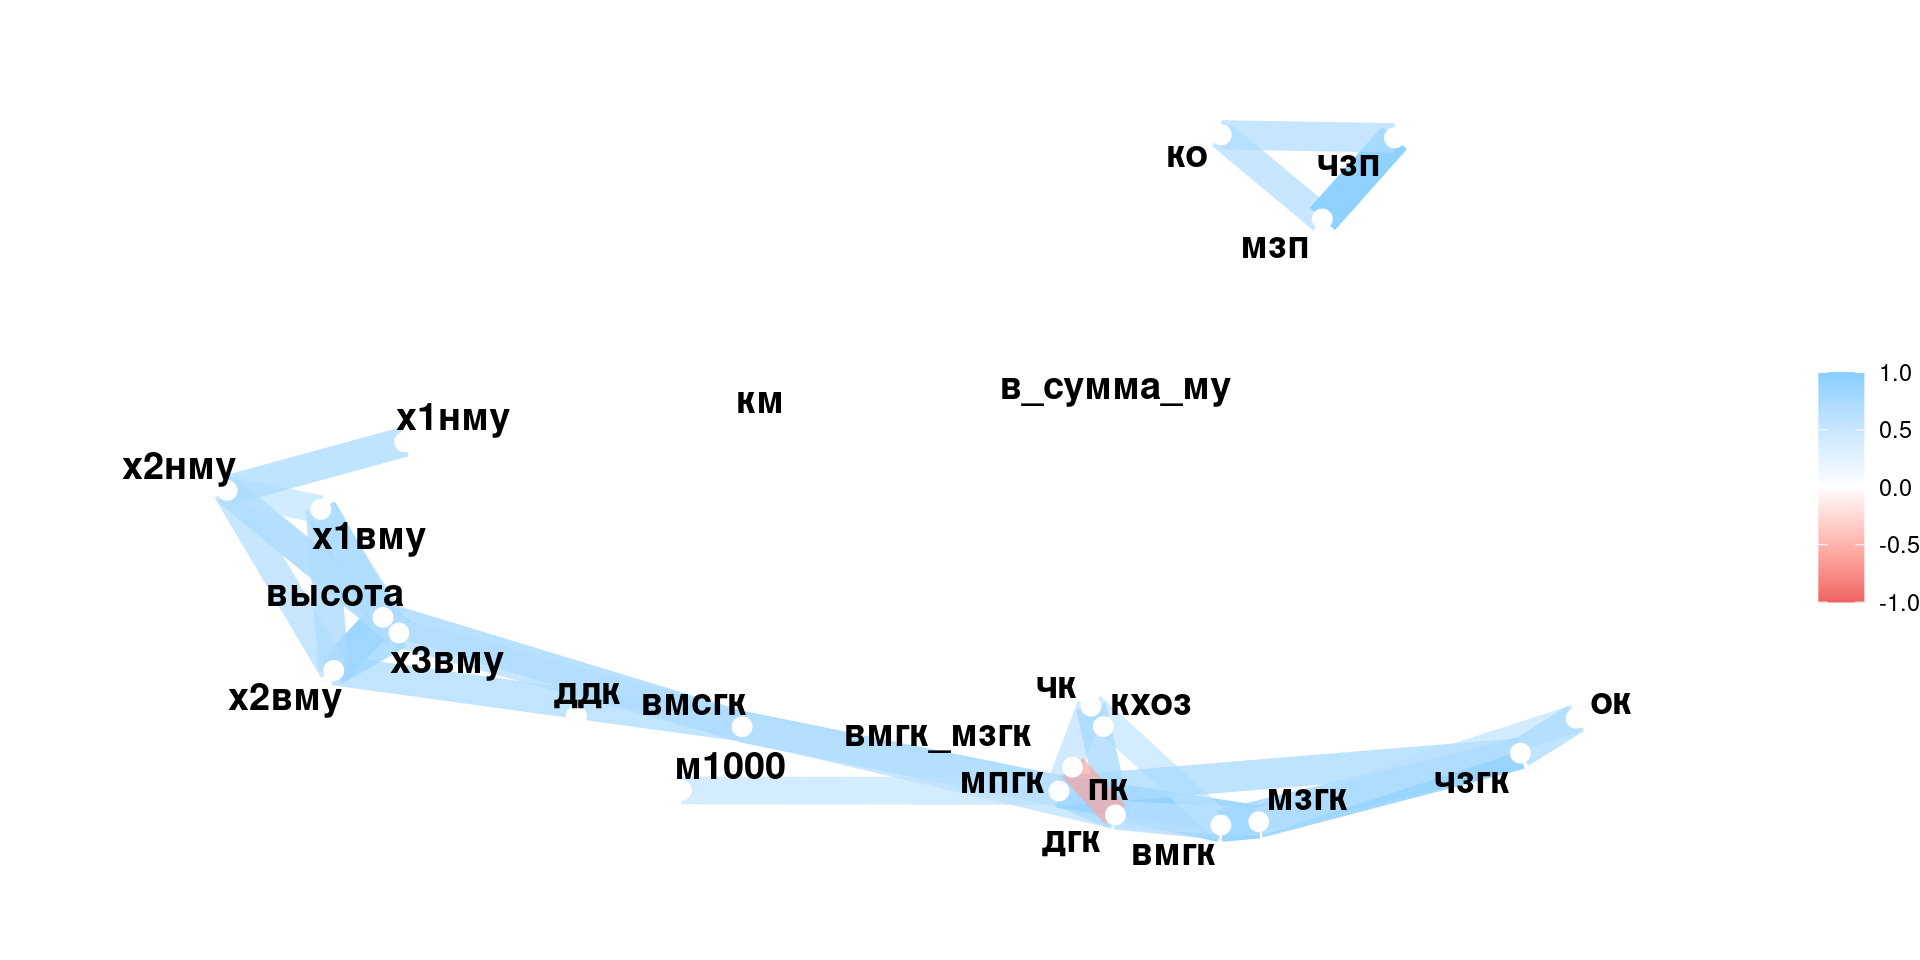 ко
чзп
мзп
1.0
0.5
0.0
-0.5
-1.0
км
в_сумма_му
х1нму
х2нму
х1вму
высота
х3вму
х2вму
ддк
вмсгк
м1000
чк
кхоз
вмгк_мзгк
мпгк
пк
дгк
вмгк
мзгк
чзгк
ок